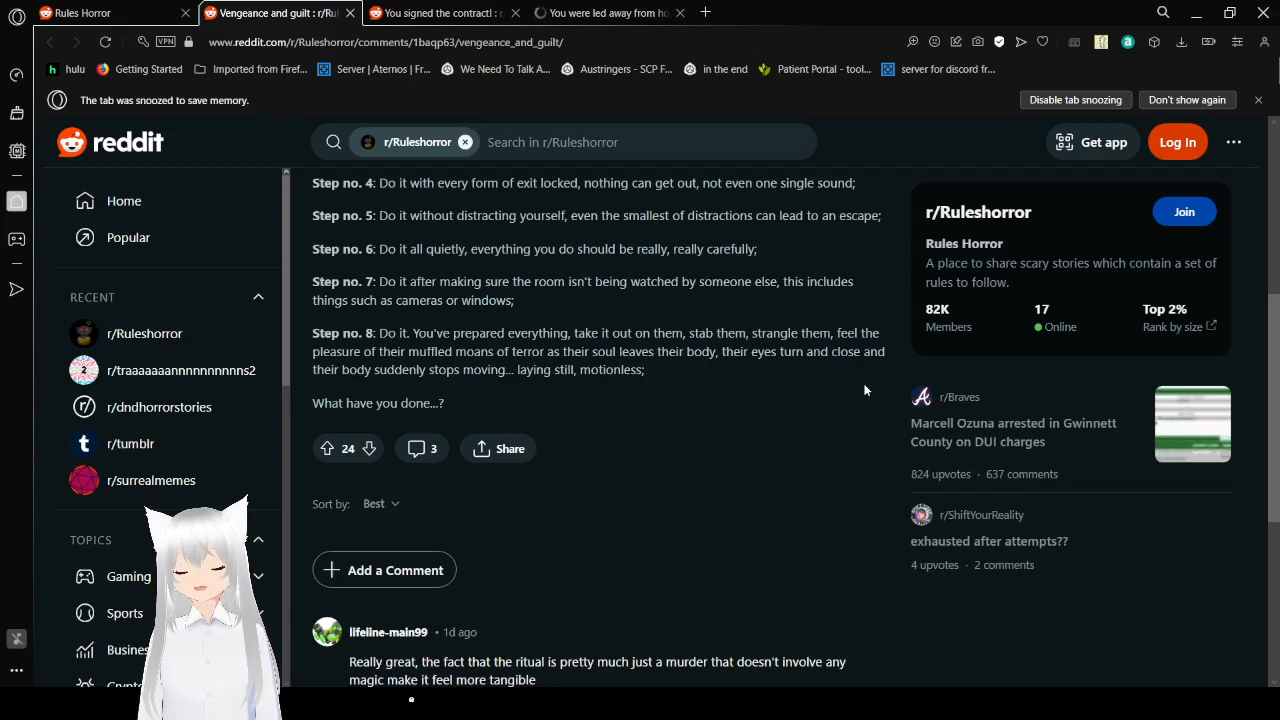 Rules Horror
Vengeance and guilt : r/Rul
You signed the contract! : r
You were led away from ho
VPN
www.reddit.com/r/Ruleshorror/comments/1baqp63/vengeance_and_guilt/
hulu
Getting Started
Imported from Firef...
Server | Aternos | Fr...
We Need To Talk A...
Austringers - SCP F...
in the end
Patient Portal - tool...
server for discord fr...
The tab was snoozed to save memory.
Disable tab snoozing
Don't show again
reddit
r/Ruleshorror
Search in r/Ruleshorror
Get app
Log In
Home
Popular
RECENT
r/Ruleshorror
r/traaaaaaannnnnnnnnns2
r/dndhorrorstories
r/tumblr
r/surrealmemes
TOPICS
Gaming
Sports
Busines
Step no. 4: Do it with every form of exit locked, nothing can get out, not even one single sound;
Step no. 5: Do it without distracting yourself, even the smallest of distractions can lead to an escape;
Step no. 6: Do it all quietly, everything you do should be really, really carefully;
Step no. 7: Do it after making sure the room isn't being watched by someone else, this includes
things such as cameras or windows;
Step no. 8: Do it. You've prepared everything, take it out on them, stab them, strangle them, feel the
pleasure of their muffled moans of terror as their soul leaves their body, their eyes turn and close and
their body suddenly stops moving... laying still, motionless;
What have you done...?
24
3
Share
Sort by: Best
Add a Comment
lifeline-main99 • 1d ago
Really great, the fact that the ritual is pretty much just a murder that doesn't involve any
magic make it feel more tangible
r/Ruleshorror
Join
Rules Horror
A place to share scary stories which contain a set of
rules to follow.
82K
17
Top 2%
Members
Online
Rank by size
r/Braves
Marcell Ozuna arrested in Gwinnett
County on DUI charges
824 upvotes • 637 comments
r/ShiftYourReality
exhausted after attempts??
4 upvotes • 2 comments